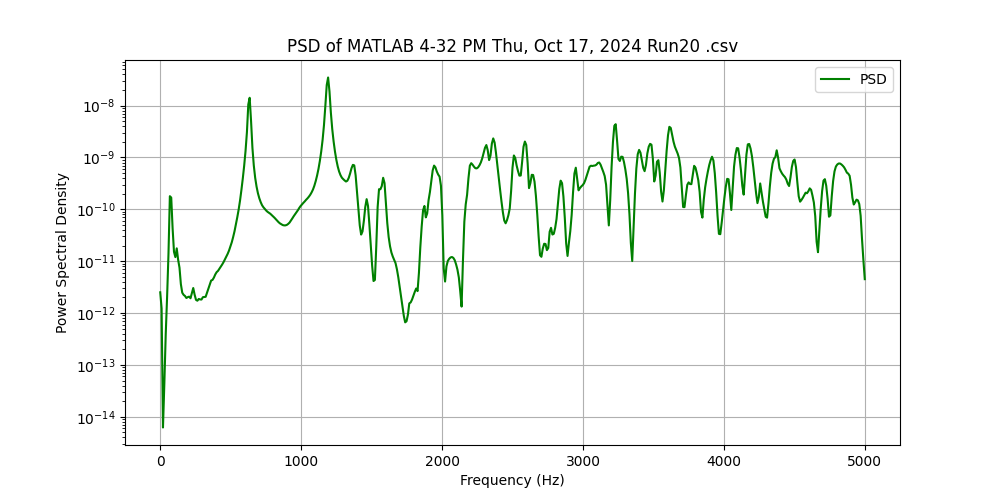 PSD of MATLAB 4-32 PM Thu, Oct 17, 2024 Run20 .csv
PSD
Power Spectral Density
10⁻⁸
10⁻⁹
10⁻¹⁰
10⁻¹¹
10⁻¹²
10⁻¹³
10⁻¹⁴
0 1000 2000 3000 4000 5000
Frequency (Hz)